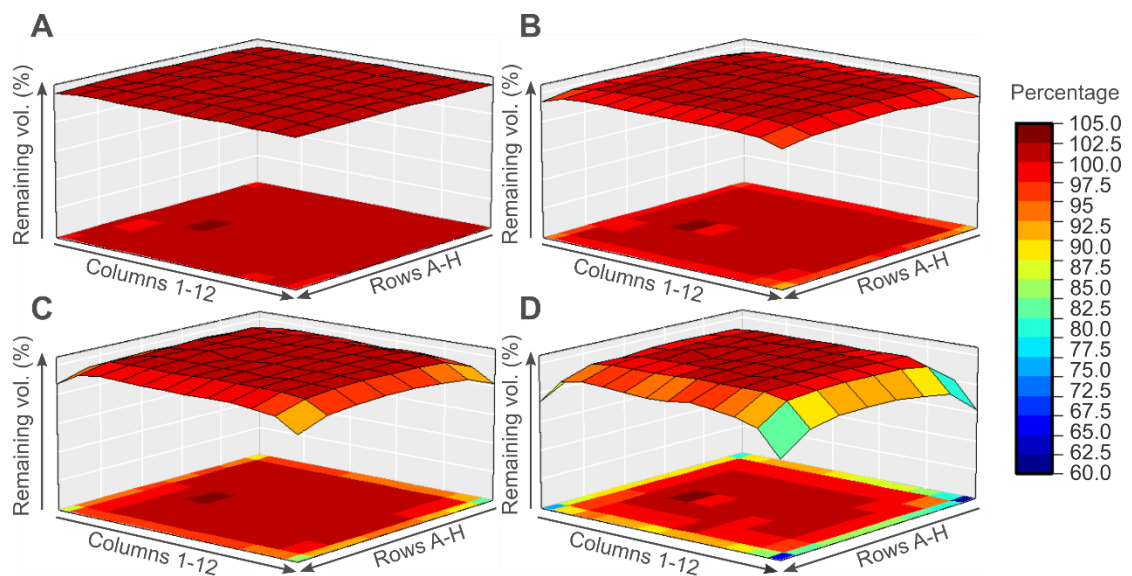 A
B
Remaining vol. (%)
Columns 1-12
Rows A-H
Remaining vol. (%)
Columns 1-12
Rows A-H
C
D
Remaining vol. (%)
Columns 1-12
Rows A-H
Remaining vol. (%)
Columns 1-12
Rows A-H
Percentage
105.0
102.5
100.0
97.5
95
92.5
90.0
87.5
85.0
82.5
80.0
77.5
75.0
72.5
70.0
67.5
65.0
62.5
60.0